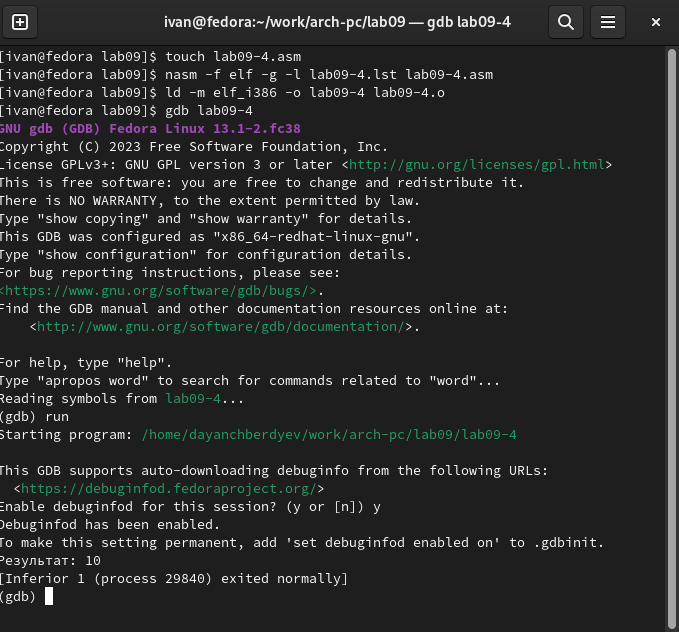 ivan@fedora:~/work/arch-pc/lab09 — gdb lab09-4
[ivan@fedora lab09]$ touch lab09-4.asm
[ivan@fedora lab09]$ nasm -f elf -g -l lab09-4.lst lab09-4.asm
[ivan@fedora lab09]$ ld -m elf_i386 -o lab09-4 lab09-4.o
[ivan@fedora lab09]$ gdb lab09-4
GNU gdb (GDB) Fedora Linux 13.1-2.fc38
Copyright (C) 2023 Free Software Foundation, Inc.
License GPLv3+: GNU GPL version 3 or later <http://gnu.org/licenses/gpl.html>
This is free software: you are free to change and redistribute it.
There is NO WARRANTY, to the extent permitted by law.
Type "show copying" and "show warranty" for details.
This GDB was configured as "x86_64-redhat-linux-gnu".
Type "show configuration" for configuration details.
For bug reporting instructions, please see:
<https://www.gnu.org/software/gdb/bugs/>.
Find the GDB manual and other documentation resources online at:
    <http://www.gnu.org/software/gdb/documentation/>.
For help, type "help".
Type "apropos word" to search for commands related to "word"...
Reading symbols from lab09-4...
(gdb) run
Starting program: /home/dayanchberdyev/work/arch-pc/lab09/lab09-4
This GDB supports auto-downloading debuginfo from the following URLs:
  <https://debuginfod.fedoraproject.org/>
Enable debuginfod for this session? (y or [n]) y
Debuginfod has been enabled.
To make this setting permanent, add 'set debuginfod enabled on' to .gdbinit.
Результат: 10
[Inferior 1 (process 29840) exited normally]
(gdb)